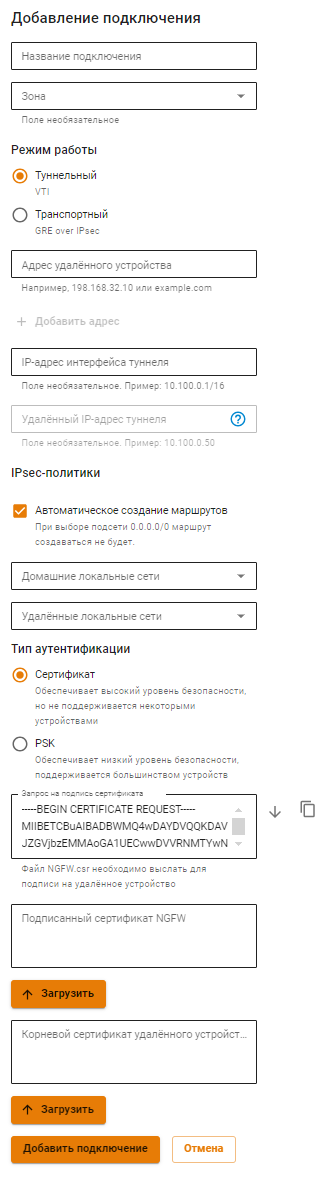 Добавление подключения
Название подключения
Зона
Поле необязательное
Режим работы
Туннельный
VTI
Транспортный
GRE over IPsec
Адрес удалённого устройства
Например, 198.168.32.10 или example.com
Добавить адрес
IP-адрес интерфейса туннеля
Поле необязательное. Пример: 10.100.0.1/16
Удалённый IP-адрес туннеля
Поле необязательное. Пример: 10.100.0.50
IPsec-политики
Автоматическое создание маршрутов
При выборе подсети 0.0.0.0/0 маршрут
создаваться не будет.
Домашние локальные сети
Удалённые локальные сети
Тип аутентификации
Сертификат
Обеспечивает высокий уровень безопасности,
но не поддерживается некоторыми
устройствами
PSK
Обеспечивает низкий уровень безопасности,
поддерживается большинством устройств
Запрос на подпись сертификата
-----BEGIN CERTIFICATE REQUEST-----
MIIBETCBuAIBADBWMQ4wDAYDVQQKDAV
JZGVjbzEMMAoGA1UECwwDVVRNMTYwN
Файл NGFW.csr необходимо выслать для
подписи на удалённое устройство
Подписанный сертификат NGFW
Загрузить
Корневой сертификат удалённого устройст...
Загрузить
Добавить подключение
Отмена